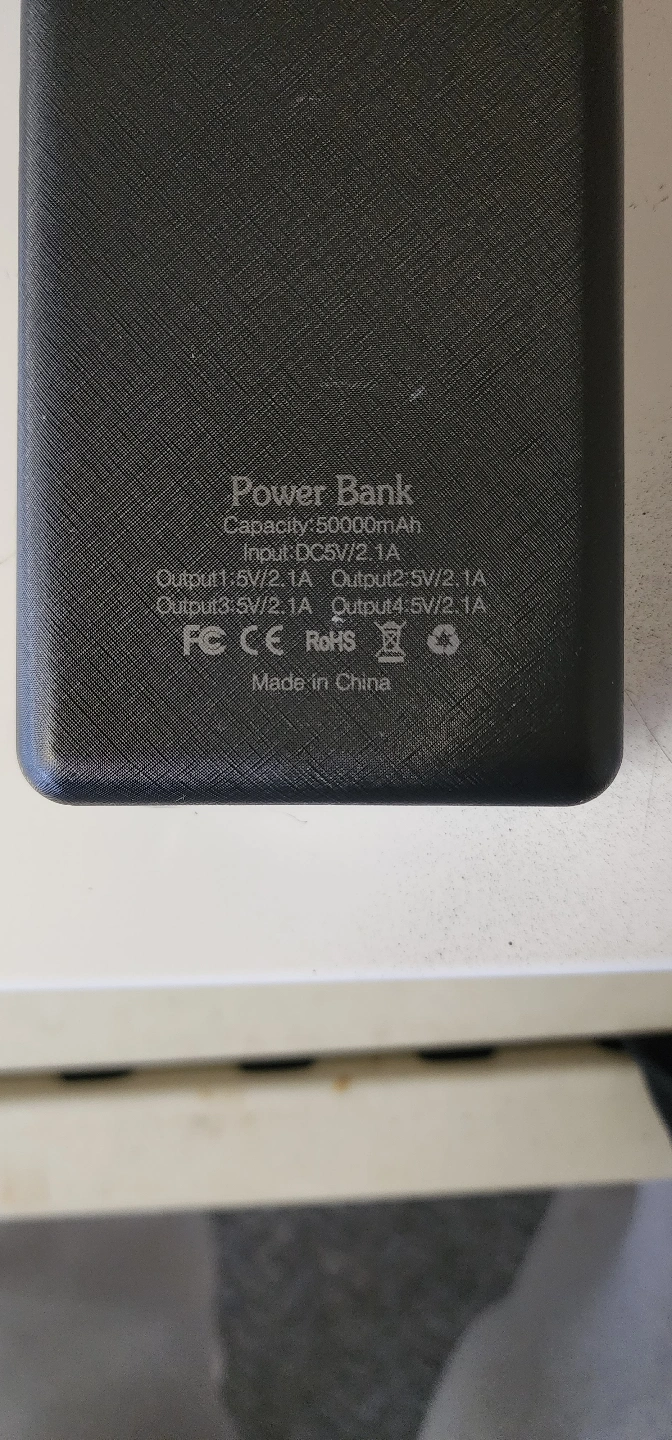 Power Bank
Capacity:50000mAh
Input:DC5V/2.1A
Output1:5V/2.1A Output2:5V/2.1A
Output3:5V/2.1A Output4:5V/2.1A
FC CE RoHS
Made in China